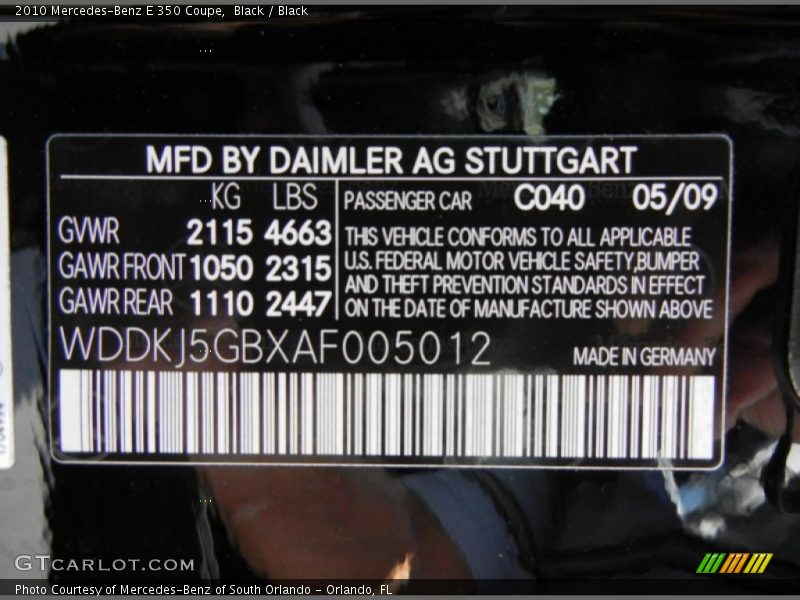 2010 Mercedes-Benz E 350 Coupe,  Black / Black
MFD BY DAIMLER AG STUTTGART
KG LBS
GVWR 2115 4663
GAWR FRONT 1050 2315
GAWR REAR 1110 2447
PASSENGER CAR C040 05/09
THIS VEHICLE CONFORMS TO ALL APPLICABLE
U.S. FEDERAL MOTOR VEHICLE SAFETY,BUMPER
AND THEFT PREVENTION STANDARDS IN EFFECT
ON THE DATE OF MANUFACTURE SHOWN ABOVE
WDDKJ5GBXAF005012
MADE IN GERMANY
GTCARLOT.COM
Photo Courtesy of Mercedes-Benz of South Orlando - Orlando, FL